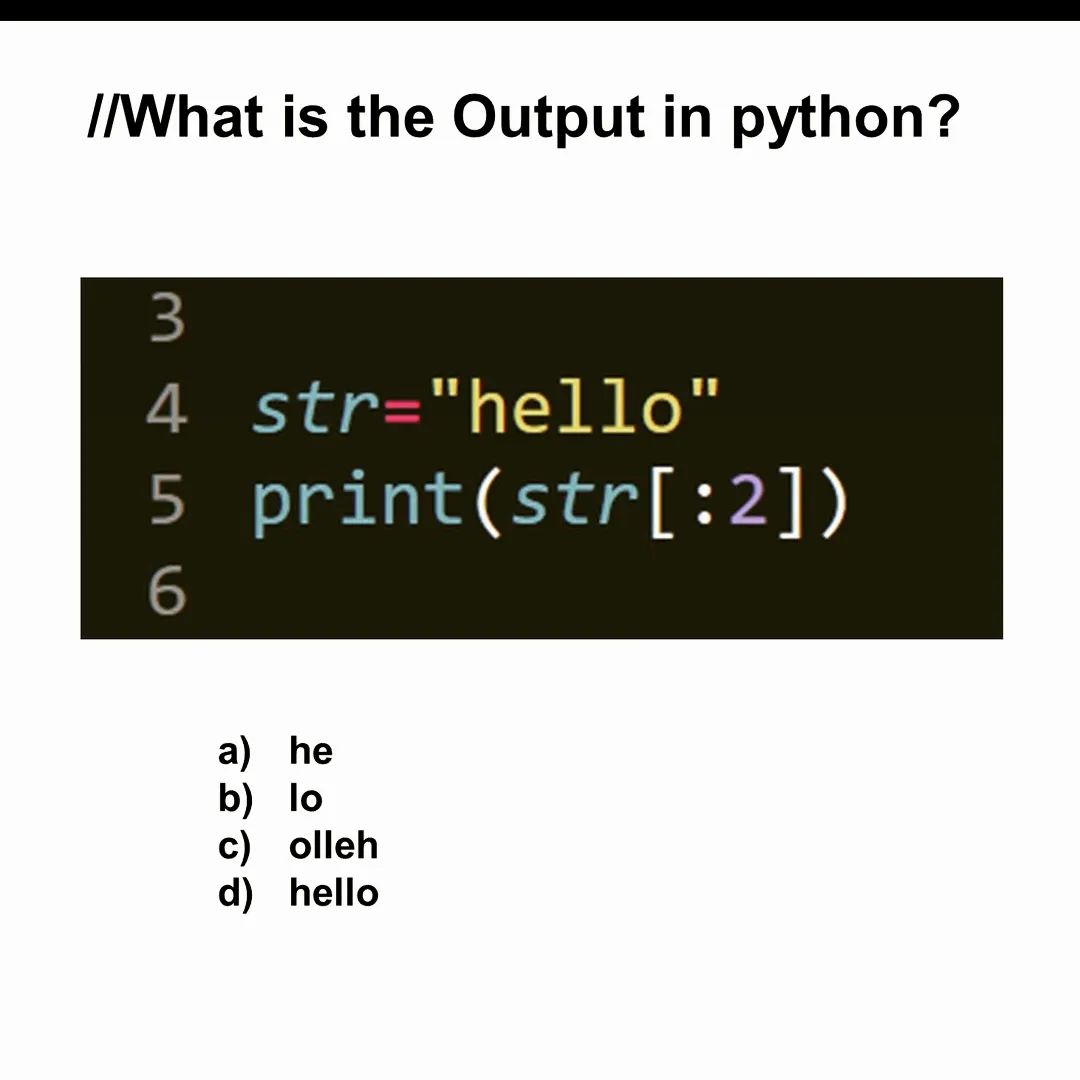 //What is the Output in python?
3
4 str="hello"
5 print(str[:2])
6
a) he
b) lo
c) olleh
d) hello